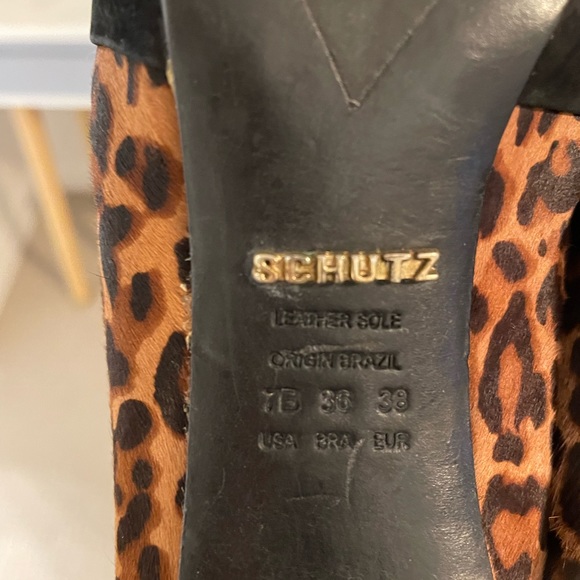 SCHUTZ
LEATHER SOLE
ORIGIN BRAZIL
7B 36 38
USA BRA EUR